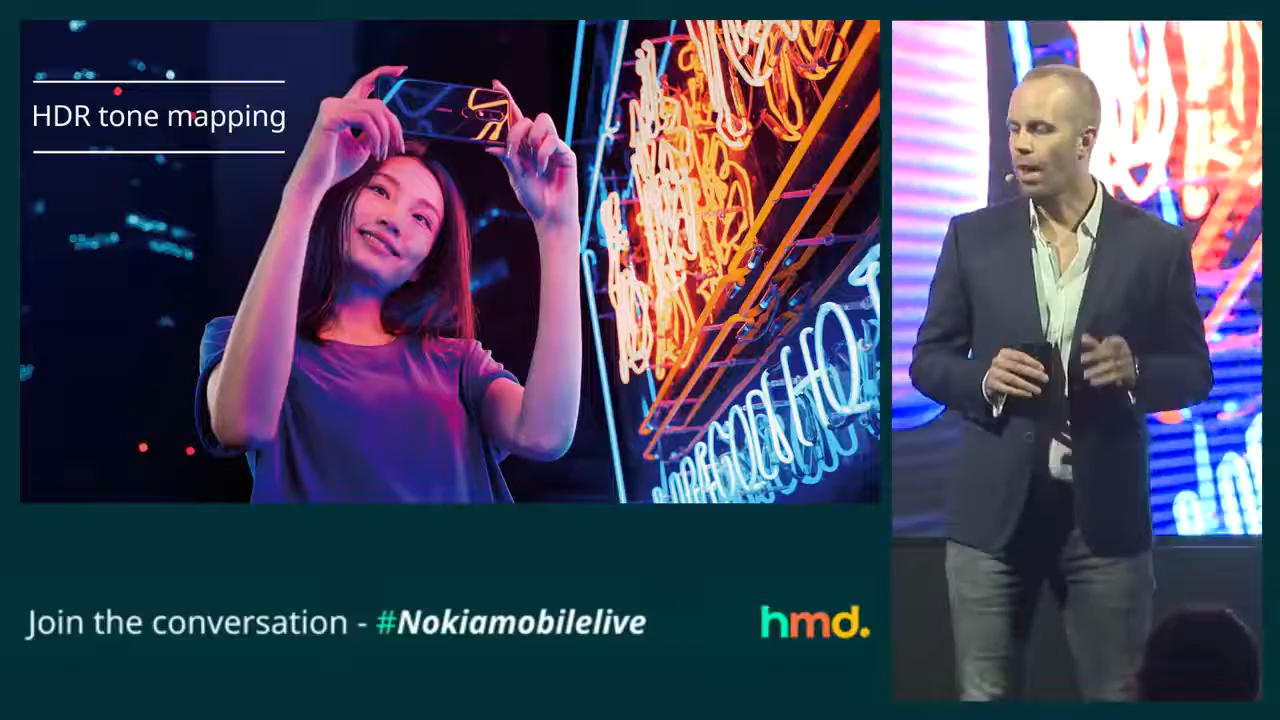 HDR tone mapping
Join the conversation - #Nokiamobilelive
hmd.